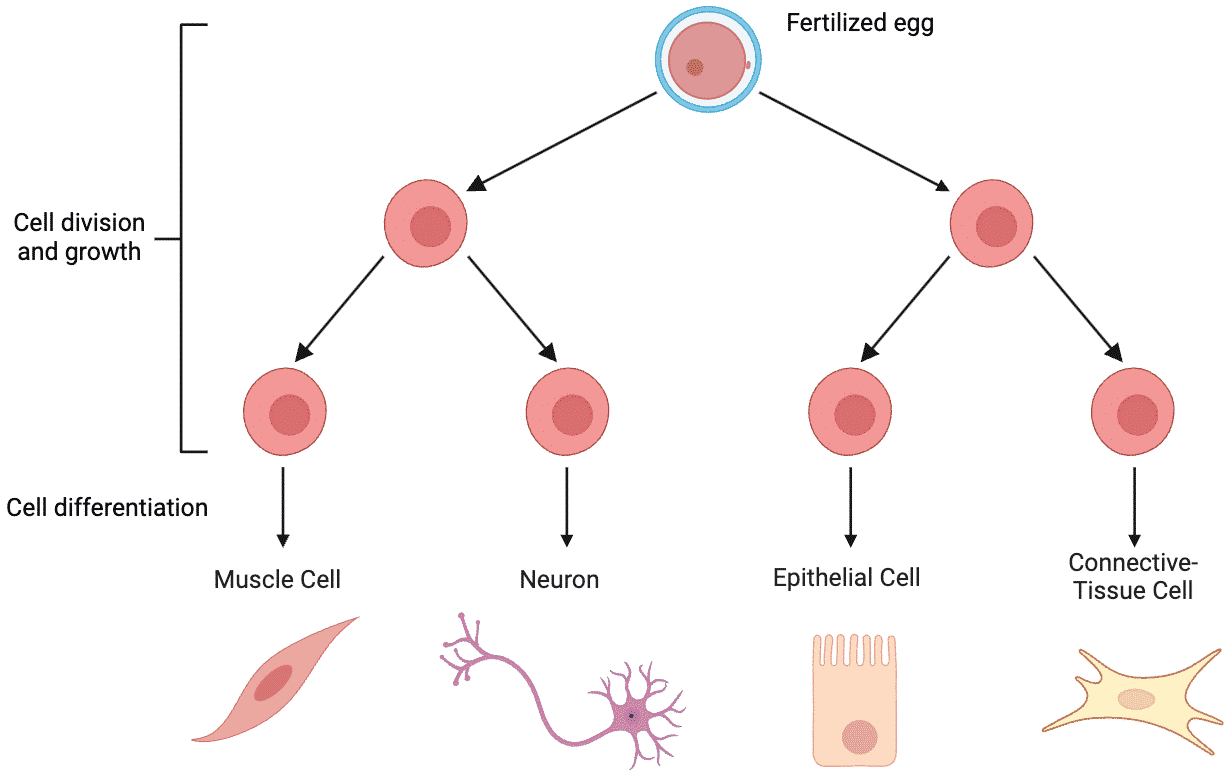 Fertilized egg
Cell division
and growth
Cell differentiation
Muscle Cell
Neuron
Epithelial Cell
Connective-
Tissue Cell